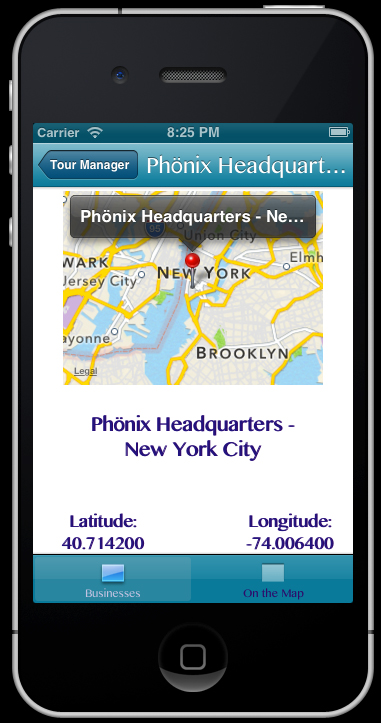 Carrier 8:25 PM
Tour Manager Phönix Headquart...
Phönix Headquarters - Ne...
95
Union City
Elmh
WARK
Jersey City
NEW YORK
ayonne
BROOKLYN
Legal
Phönix Headquarters -
New York City
Latitude: Longitude:
40.714200 -74.006400
Businesses On the Map